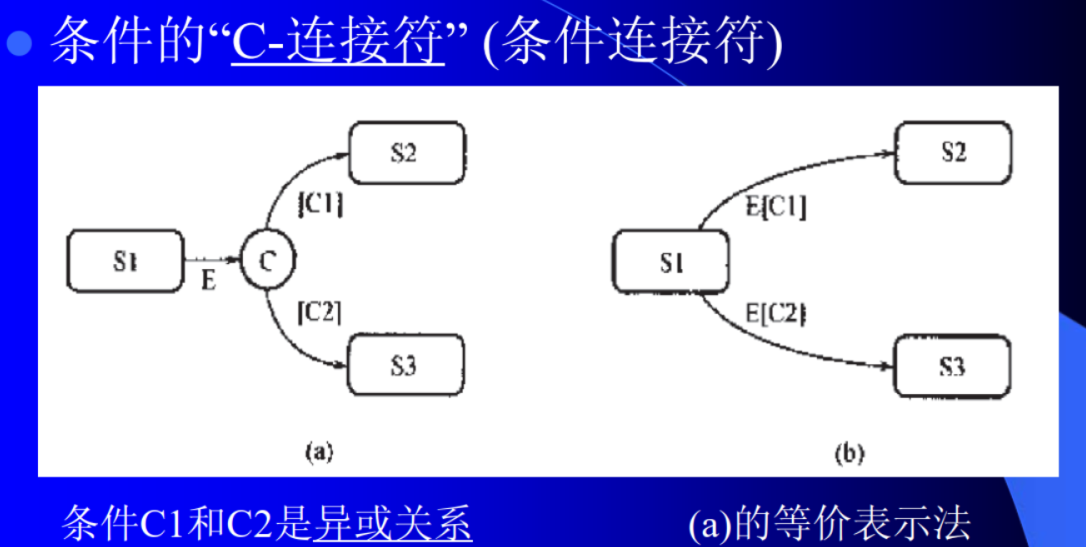 条件的“C-连接符” (条件连接符)
S2
[C1]
S1
E
C
[C2]
S3
(a)
S2
E[C1]
S1
E[C2]
S3
(b)
条件C1和C2是异或关系
(a)的等价表示法